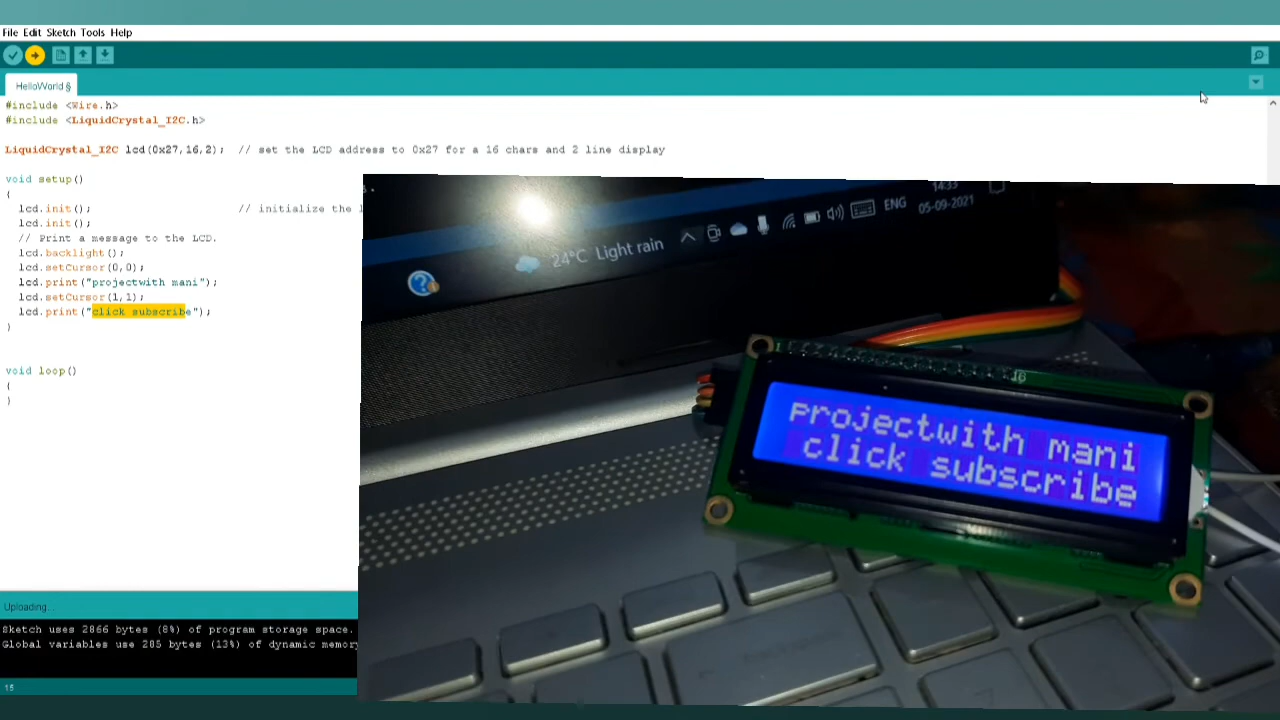 File Edit Sketch Tools Help
HelloWorld §
#include <Wire.h>
#include <LiquidCrystal_I2C.h>
LiquidCrystal_I2C lcd(0x27,16,2);  // set the LCD address to 0x27 for a 16 chars and 2 line display
void setup()
{
lcd.init();  // initialize the l
lcd.init();
// Print a message to the LCD.
lcd.backlight();
lcd.setCursor(0,0);
lcd.print("projectwith mani");
lcd.setCursor(1,1);
lcd.print("click subscribe");
}
void loop()
{
}
Uploading...
Sketch uses 2866 bytes (8%) of program storage space.
Global variables use 285 bytes (13%) of dynamic memory
15
24°C Light rain
ENG
14:33
05-09-2021
16
projectwith mani
click subscribe